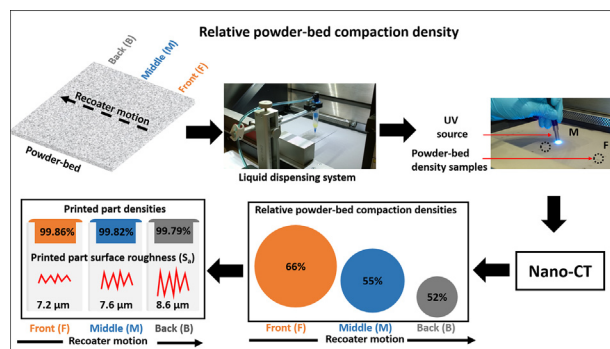 Relative powder-bed compaction density
Back (B)
Middle (M)
Front (F)
Recoater motion
Powder-bed
Liquid dispensing system
UV
source
Powder-bed
density samples
M
F
Nano-CT
Relative powder-bed compaction densities
66%
55%
52%
Front (F) Middle (M) Back (B)
Recoater motion
Printed part densities
99.86% 99.82% 99.79%
Printed part surface roughness (Sa)
7.2 µm 7.6 µm 8.6 µm
Front (F) Middle (M) Back (B)
Recoater motion